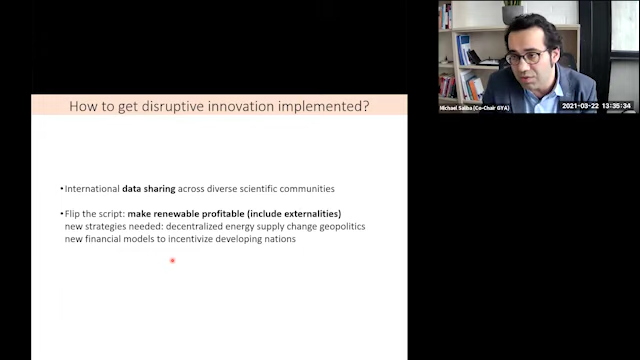 How to get disruptive innovation implemented?
•International data sharing across diverse scientific communities
•Flip the script: make renewable profitable (include externalities)
new strategies needed: decentralized energy supply change geopolitics
new financial models to incentivize developing nations
Michael Saliba (Co-Chair GYA)
2021-03-22 13:35:34